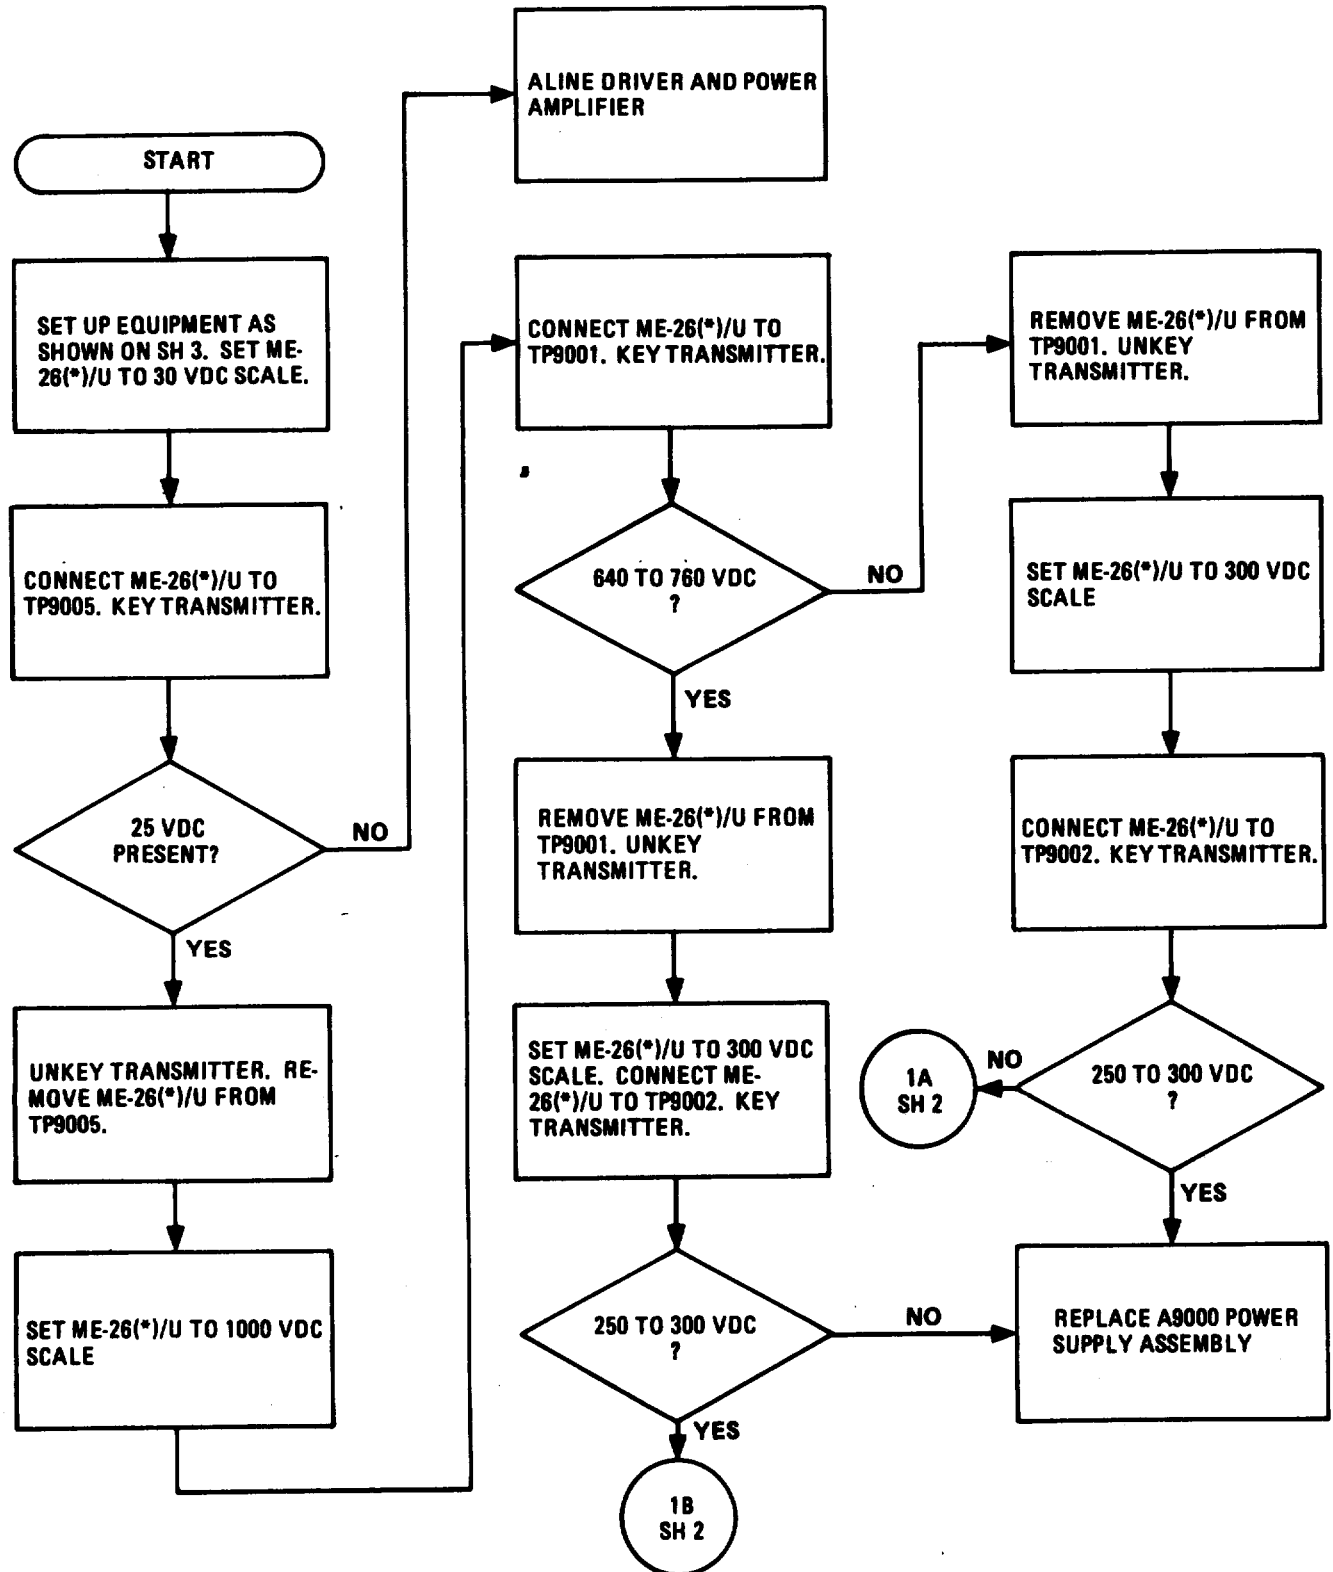 START
SET UP EQUIPMENT AS
SHOWN ON SH 3. SET ME-
26(*)/U TO 30 VDC SCALE.
CONNECT ME-26(*)/U TO
TP9005. KEY TRANSMITTER.
25 VDC
PRESENT?
NO
YES
UNKEY TRANSMITTER. RE-
MOVE ME-26(*)/U FROM
TP9005.
SET ME-26(*)/U TO 1000 VDC
SCALE
ALINE DRIVER AND POWER
AMPLIFIER
CONNECT ME-26(*)/U TO
TP9001. KEY TRANSMITTER.
640 TO 760 VDC
?
NO
YES
REMOVE ME-26(*)/U FROM
TP9001. UNKEY
TRANSMITTER.
SET ME-26(*)/U TO 300 VDC
SCALE. CONNECT ME-
26(*)/U TO TP9002. KEY
TRANSMITTER.
250 TO 300 VDC
?
NO
YES
1B
SH 2
REMOVE ME-26(*)/U FROM
TP9001. UNKEY
TRANSMITTER.
SET ME-26(*)/U TO 300 VDC
SCALE
CONNECT ME-26(*)/U TO
TP9002. KEY TRANSMITTER.
250 TO 300 VDC
?
NO
1A
SH 2
YES
REPLACE A9000 POWER
SUPPLY ASSEMBLY